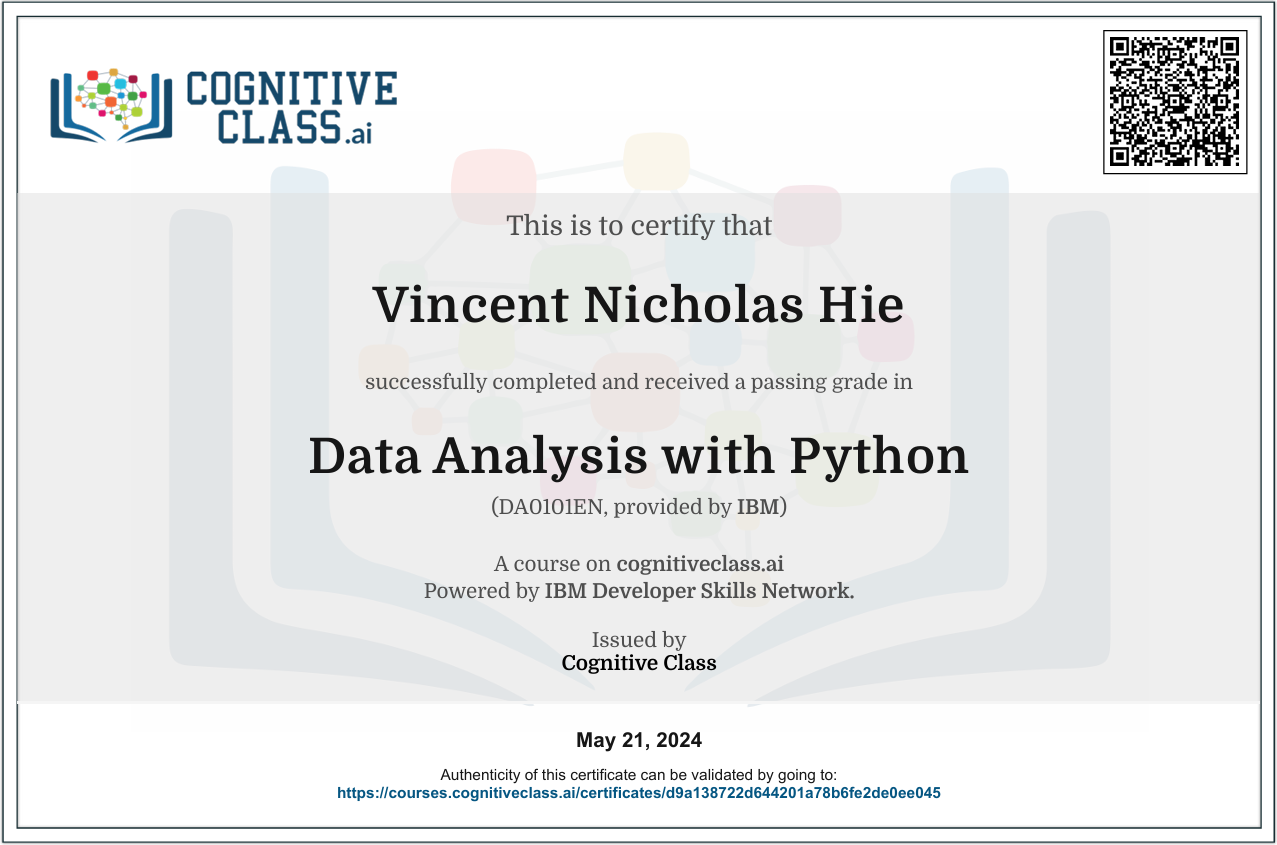 COGNITIVE
CLASS.ai
This is to certify that
Vincent Nicholas Hie
successfully completed and received a passing grade in
Data Analysis with Python
(DA0101EN, provided by IBM)
A course on cognitiveclass.ai
Powered by IBM Developer Skills Network.
Issued by
Cognitive Class
May 21, 2024
Authenticity of this certificate can be validated by going to:
https://courses.cognitiveclass.ai/certificates/d9a138722d644201a78b6fe2de0ee045